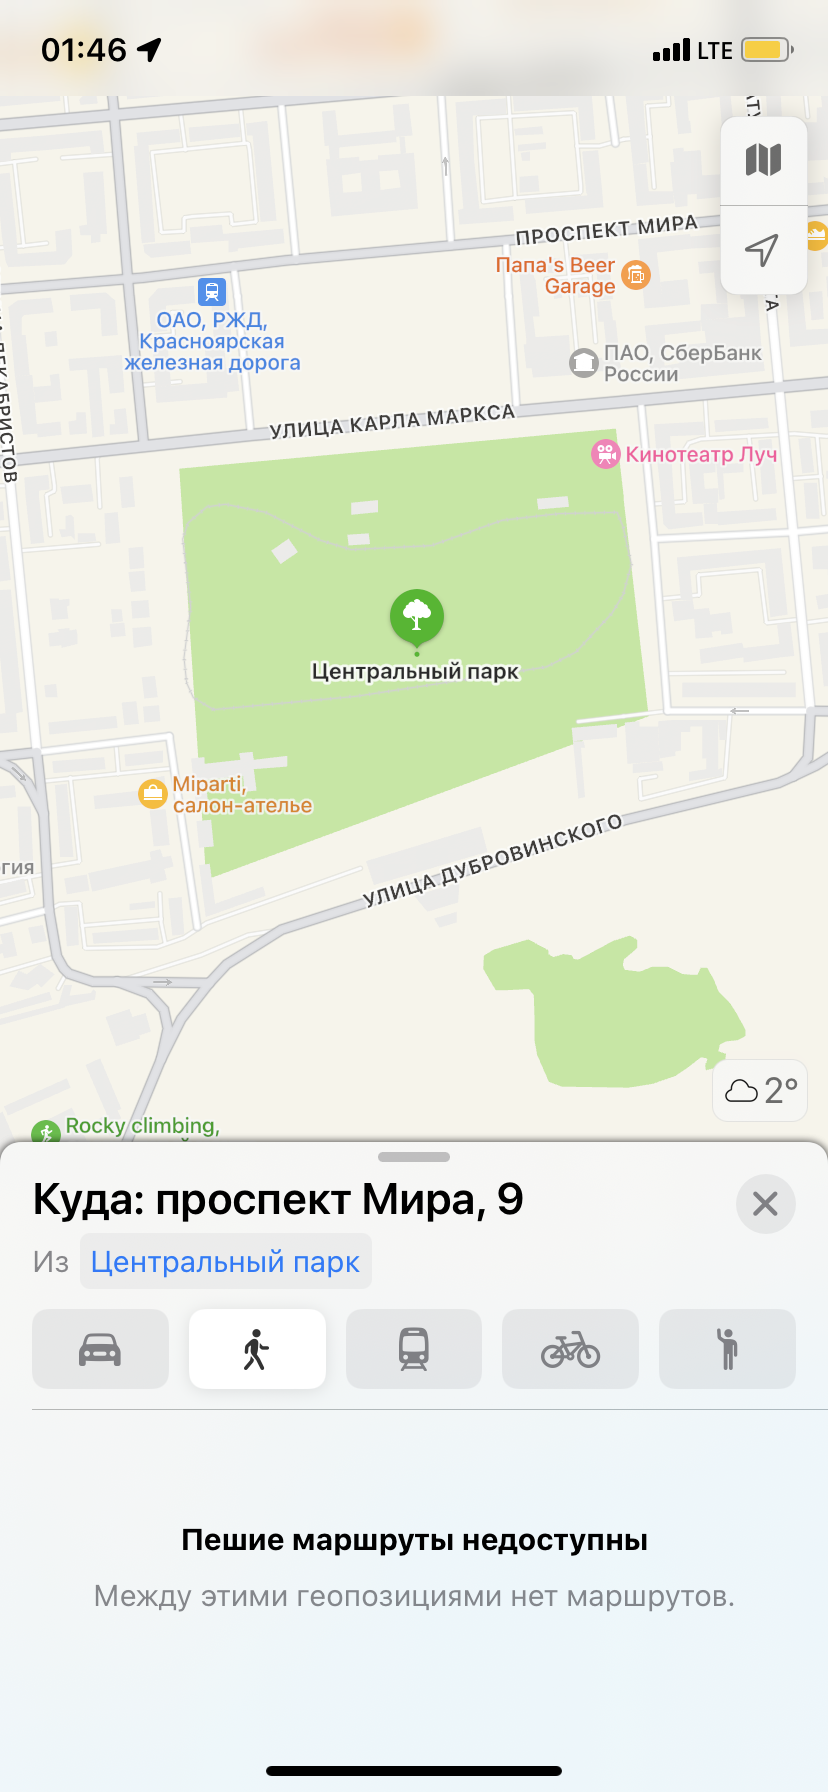 01:46
LTE
ПРОСПЕКТ МИРА
Папа's Beer
Garage
ОАО, РЖД,
Красноярская
железная дорога
ПАО, СберБанк
России
УЛИЦА КАРЛА МАРКСА
Кинотеатр Луч
Центральный парк
Miparti,
салон-ателье
УЛИЦА ДУБРОВИНСКОГО
2°
Rocky climbing,
Куда: проспект Мира, 9
Из Центральный парк
Пешие маршруты недоступны
Между этими геопозициями нет маршрутов.